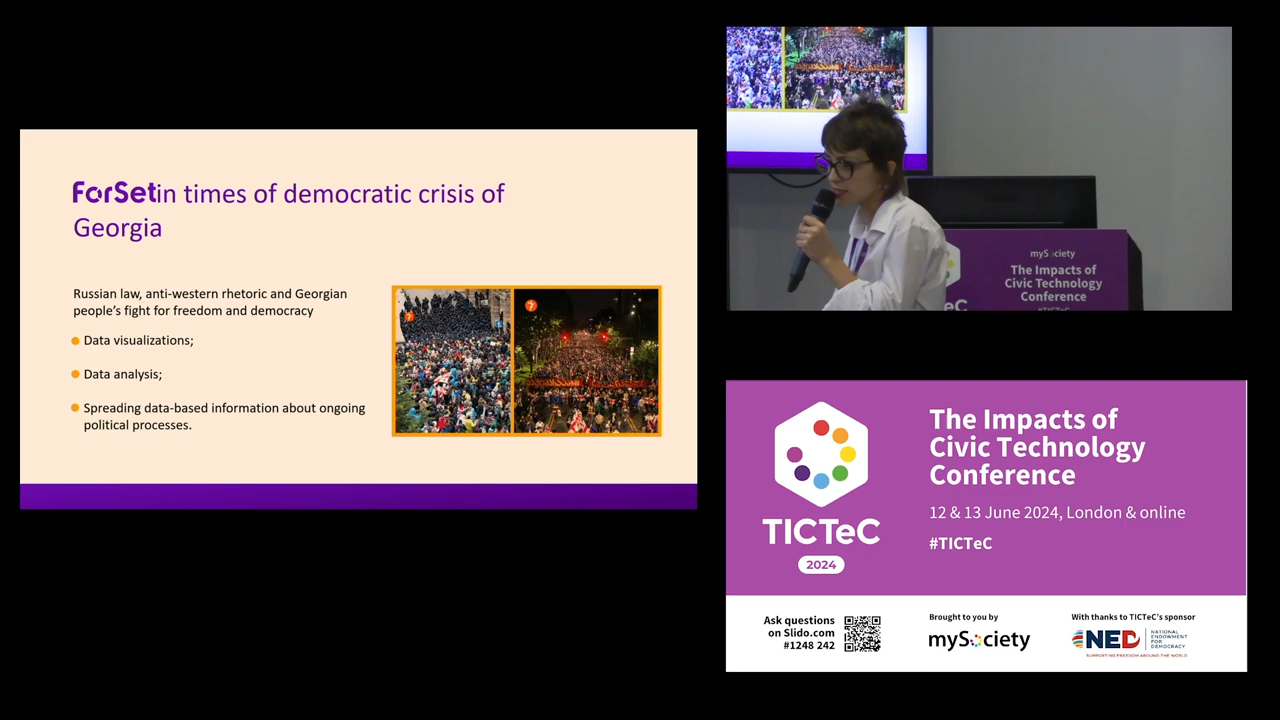 ForSet in times of democratic crisis of
Georgia
Russian law, anti-western rhetoric and Georgian
people's fight for freedom and democracy
Data visualizations;
Data analysis;
Spreading data-based information about ongoing
political processes.
mySociety
The Impacts of
Civic Technology
Conference
#TICTeC
eC
The Impacts of
Civic Technology
Conference
12 & 13 June 2024, London & online
#TICTeC
TICTeC
2024
Ask questions
on Slido.com
#1248 242
Brought to you by
mySociety
With thanks to TICTeC's sponsor
NED
NATIONAL
ENDOWMENT
FOR
DEMOCRACY
SUPPORTING FREEDOM AROUND THE WORLD